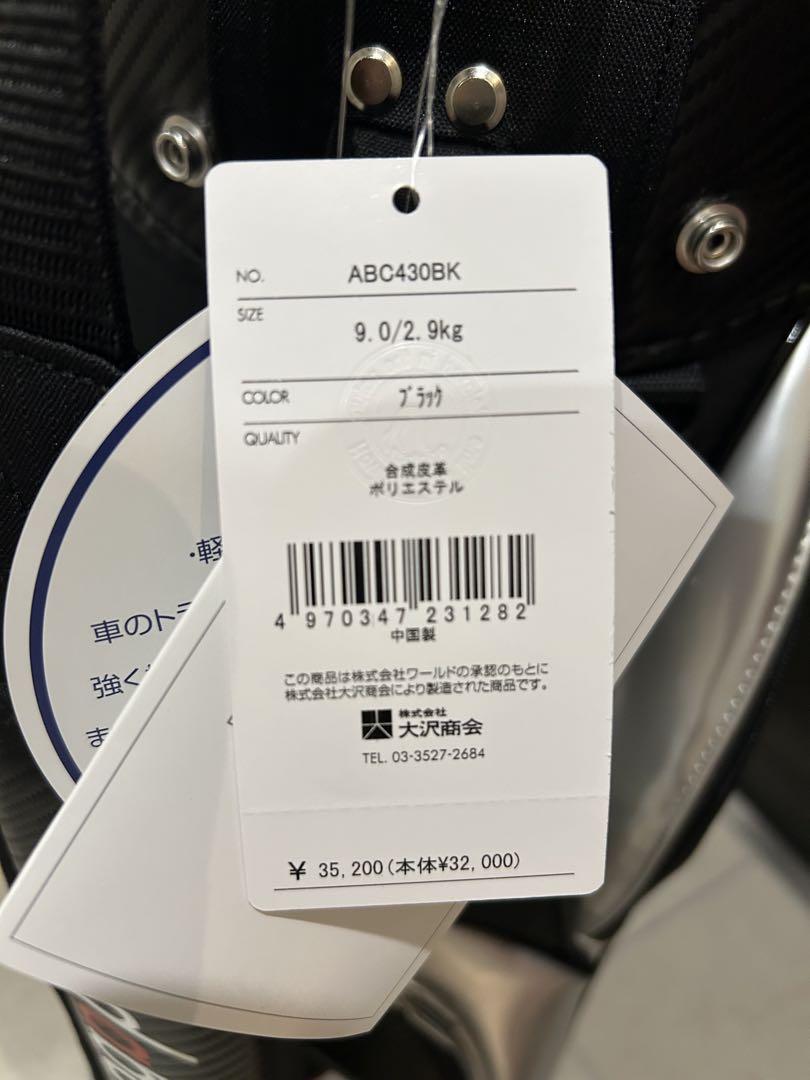 NO. ABC430BK
SIZE 9.0/2.9kg
COLOR ﾌﾞﾗｯｸ
QUALITY
合成皮革
ポリエステル
4 970347 231282
中国製
この商品は株式会社ワールドの承認のもとに
株式会社大沢商会により製造された商品です。
株式会社
大沢商会
TEL. 03-3527-2684
¥ 35,200(本体¥32,000)
・軽
車のト
強く
ま